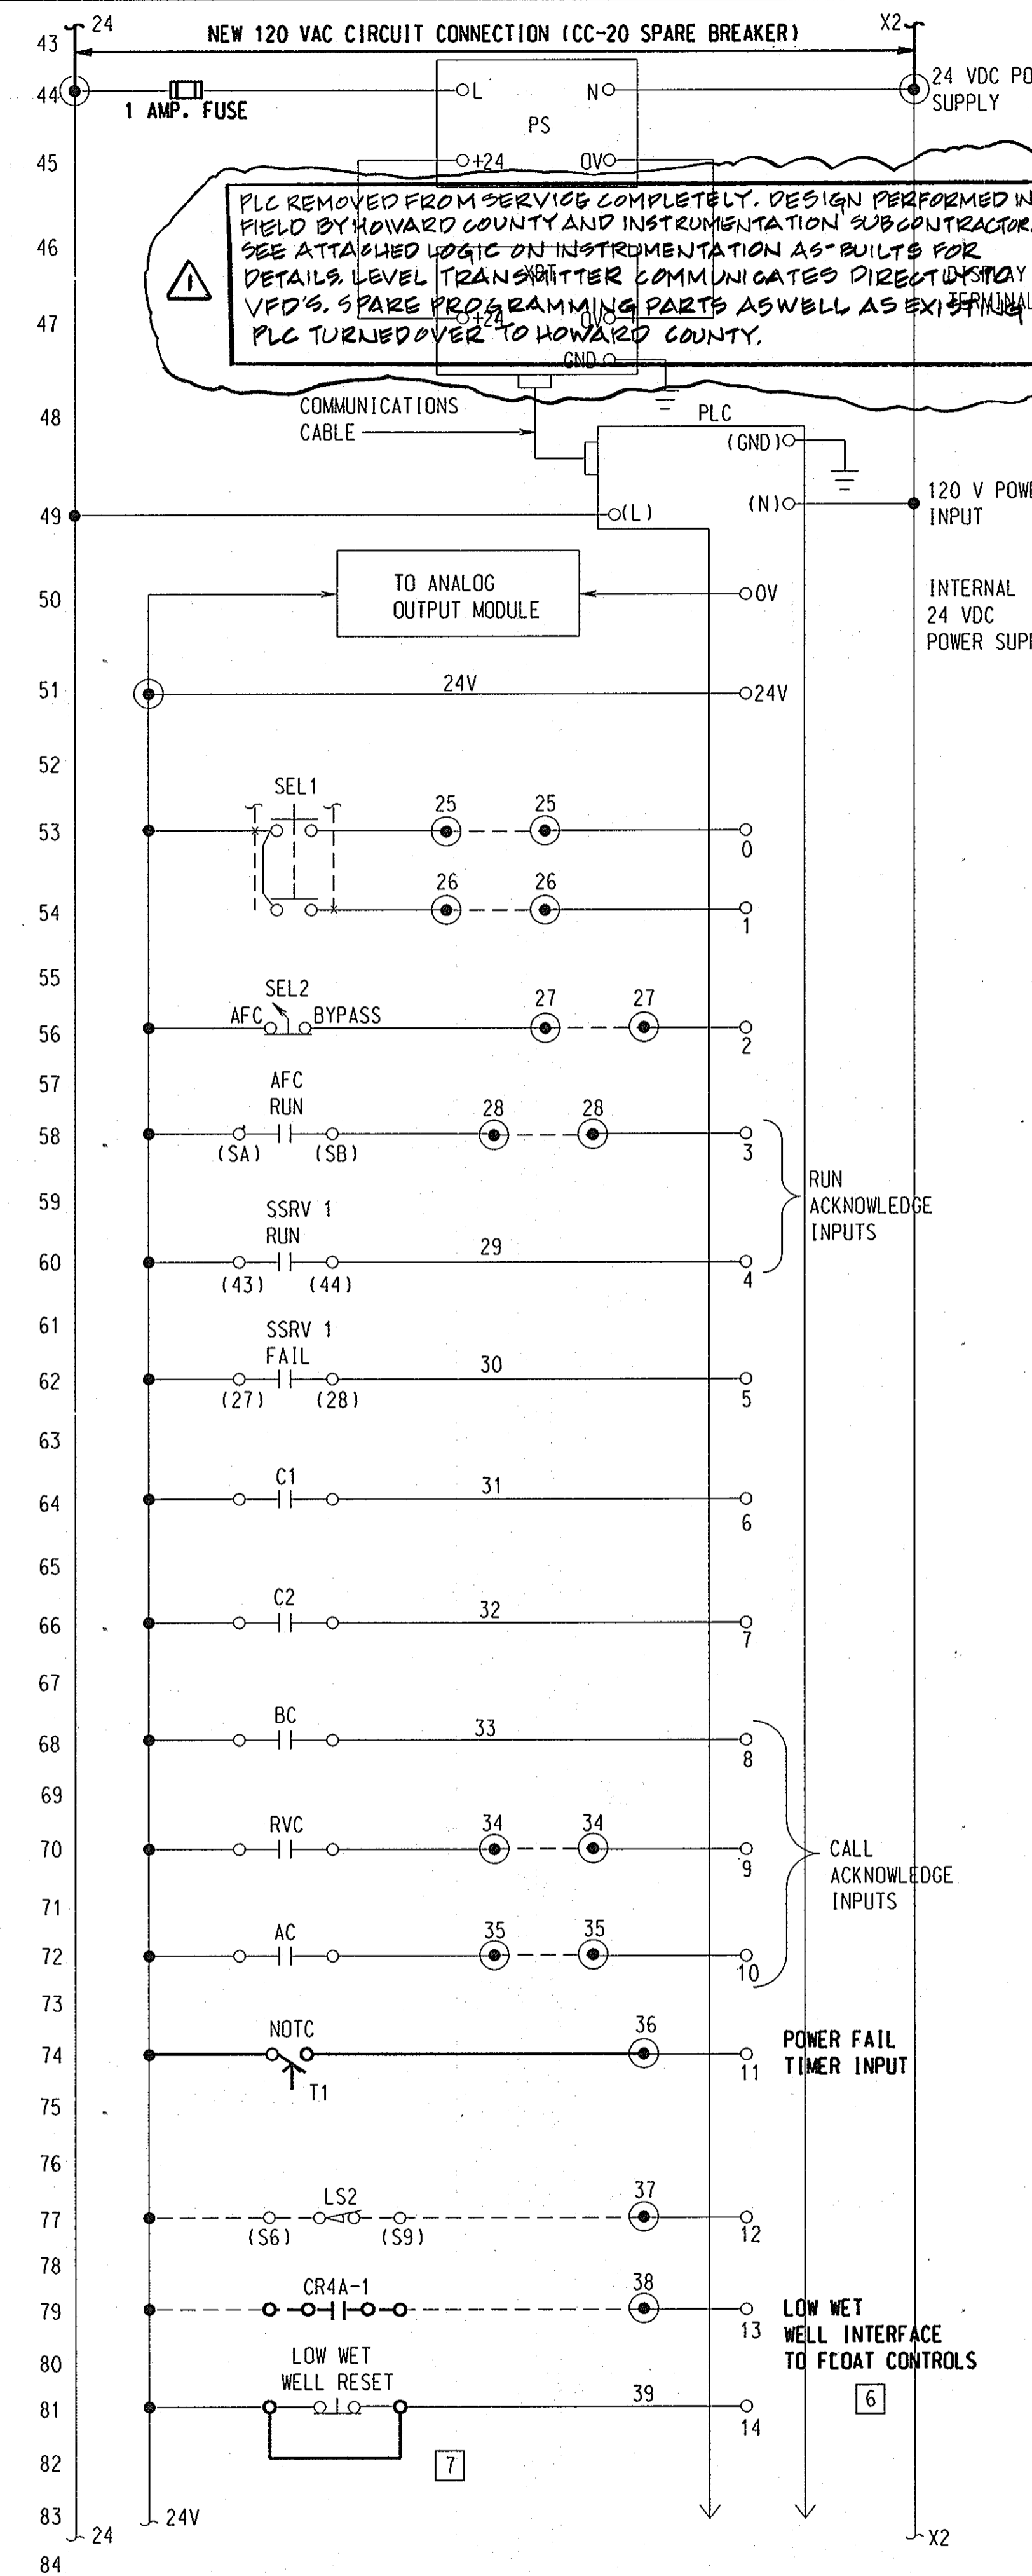 24
X2
43
NEW 120 VAC CIRCUIT CONNECTION (CC-20 SPARE BREAKER)
44
1 AMP. FUSE
L
N
PS
24 VDC PO
SUPPLY
45
+24
0V
PLC REMOVED FROM SERVICE COMPLETELY. DESIGN PERFORMED IN
FIELD BY HOWARD COUNTY AND INSTRUMENTATION SUBCONTRACTOR.
46
SEE ATTACHED LOGIC ON INSTRUMENTATION AS-BUILTS FOR
DETAILS. LEVEL TRANSMITTER COMMUNICATES DIRECTLY TO
XBT
DISPLAY
1
VFD'S. SPARE PROGRAMMING PARTS AS WELL AS EXISTING
TERMINAL
47
+24
0V
PLC TURNED OVER TO HOWARD COUNTY.
GND
48
COMMUNICATIONS
CABLE
PLC
(GND)
49
(L)
(N)
120 V POWE
INPUT
50
TO ANALOG
OUTPUT MODULE
0V
INTERNAL
24 VDC
POWER SUPP
51
24V
24V
52
SEL1
53
25
25
0
54
26
26
1
55
SEL2
56
AFC
BYPASS
27
27
2
57
AFC
RUN
58
(SA)
(SB)
28
28
3
RUN
ACKNOWLEDGE
INPUTS
59
SSRV 1
RUN
60
(43)
(44)
29
4
61
SSRV 1
FAIL
62
(27)
(28)
30
5
63
C1
64
31
6
65
C2
66
32
7
67
BC
68
33
8
69
RVC
70
34
34
9
CALL
ACKNOWLEDGE
INPUTS
71
AC
72
35
35
10
73
NOTC
74
T1
36
11
POWER FAIL
TIMER INPUT
75
76
LS2
77
(S6)
(S9)
37
12
78
CR4A-1
79
38
13
LOW WET
WELL INTERFACE
TO FLOAT CONTROLS
80
LOW WET
WELL RESET
6
81
39
14
82
7
83
24V
24
X2
84